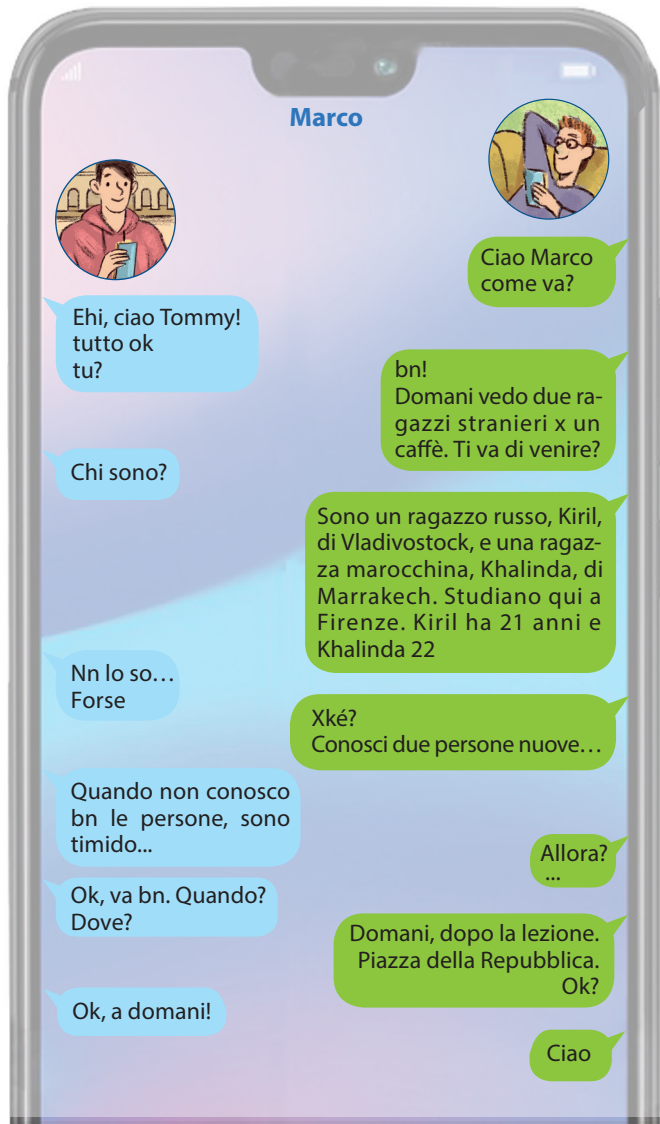 Marco
Ciao Marco
come va?
Ehi, ciao Tommy!
tutto ok
tu?
bn!
Domani vedo due ra-
gazzi stranieri x un
caffè. Ti va di venire?
Chi sono?
Sono un ragazzo russo, Kiril,
di Vladivostock, e una ragaz-
za marocchina, Khalinda, di
Marrakech. Studiano qui a
Firenze. Kiril ha 21 anni e
Khalinda 22
Nn lo so...
Forse
Xké?
Conosci due persone nuove...
Quando non conosco
bn le persone, sono
timido...
Allora?
...
Ok, va bn. Quando?
Dove?
Domani, dopo la lezione.
Piazza della Repubblica.
Ok?
Ok, a domani!
Ciao